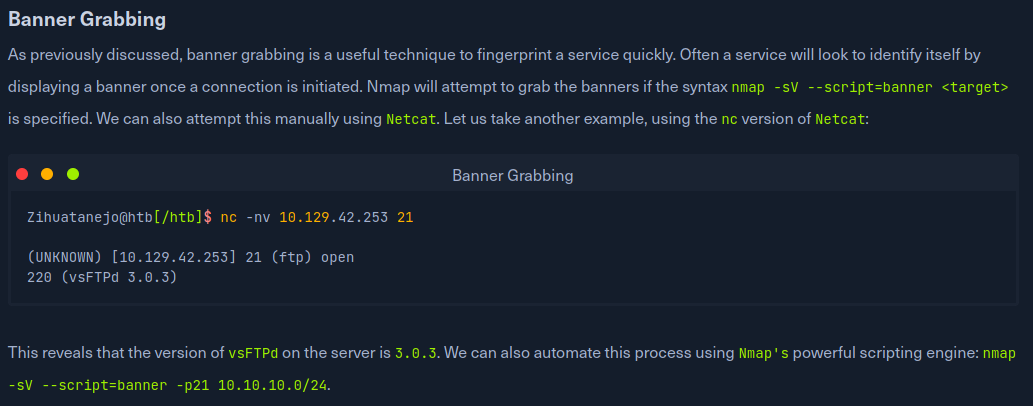 Banner Grabbing
As previously discussed, banner grabbing is a useful technique to fingerprint a service quickly. Often a service will look to identify itself by
displaying a banner once a connection is initiated. Nmap will attempt to grab the banners if the syntax nmap -sV --script=banner <target>
is specified. We can also attempt this manually using Netcat. Let us take another example, using the nc version of Netcat:
Banner Grabbing
Zihuatanejo@htb[/htb]$ nc -nv 10.129.42.253 21
(UNKNOWN) [10.129.42.253] 21 (ftp) open
220 (vsFTPd 3.0.3)
This reveals that the version of vsFTPd on the server is 3.0.3. We can also automate this process using Nmap's powerful scripting engine: nmap
-sV --script=banner -p21 10.10.10.0/24.